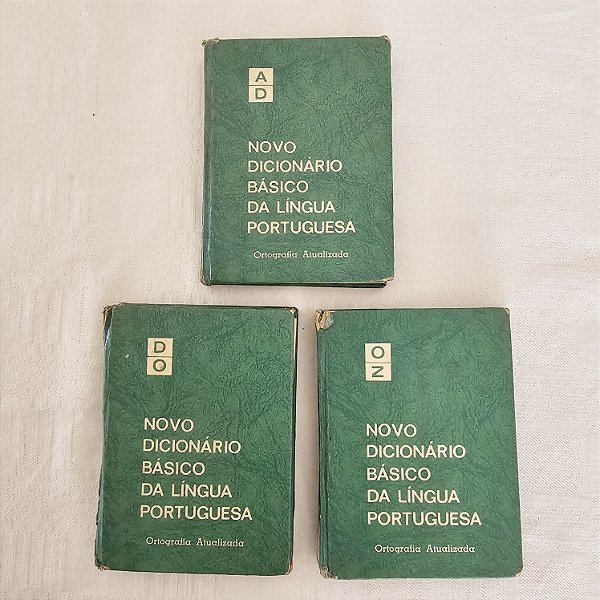 A
D
NOVO
DICIONÁRIO
BÁSICO
DA LÍNGUA
PORTUGUESA
Ortografia Atualizada
D
O
NOVO
DICIONÁRIO
BÁSICO
DA LÍNGUA
PORTUGUESA
Ortografia Atualizada
O
Z
NOVO
DICIONÁRIO
BÁSICO
DA LÍNGUA
PORTUGUESA
Ortografia Atualizada